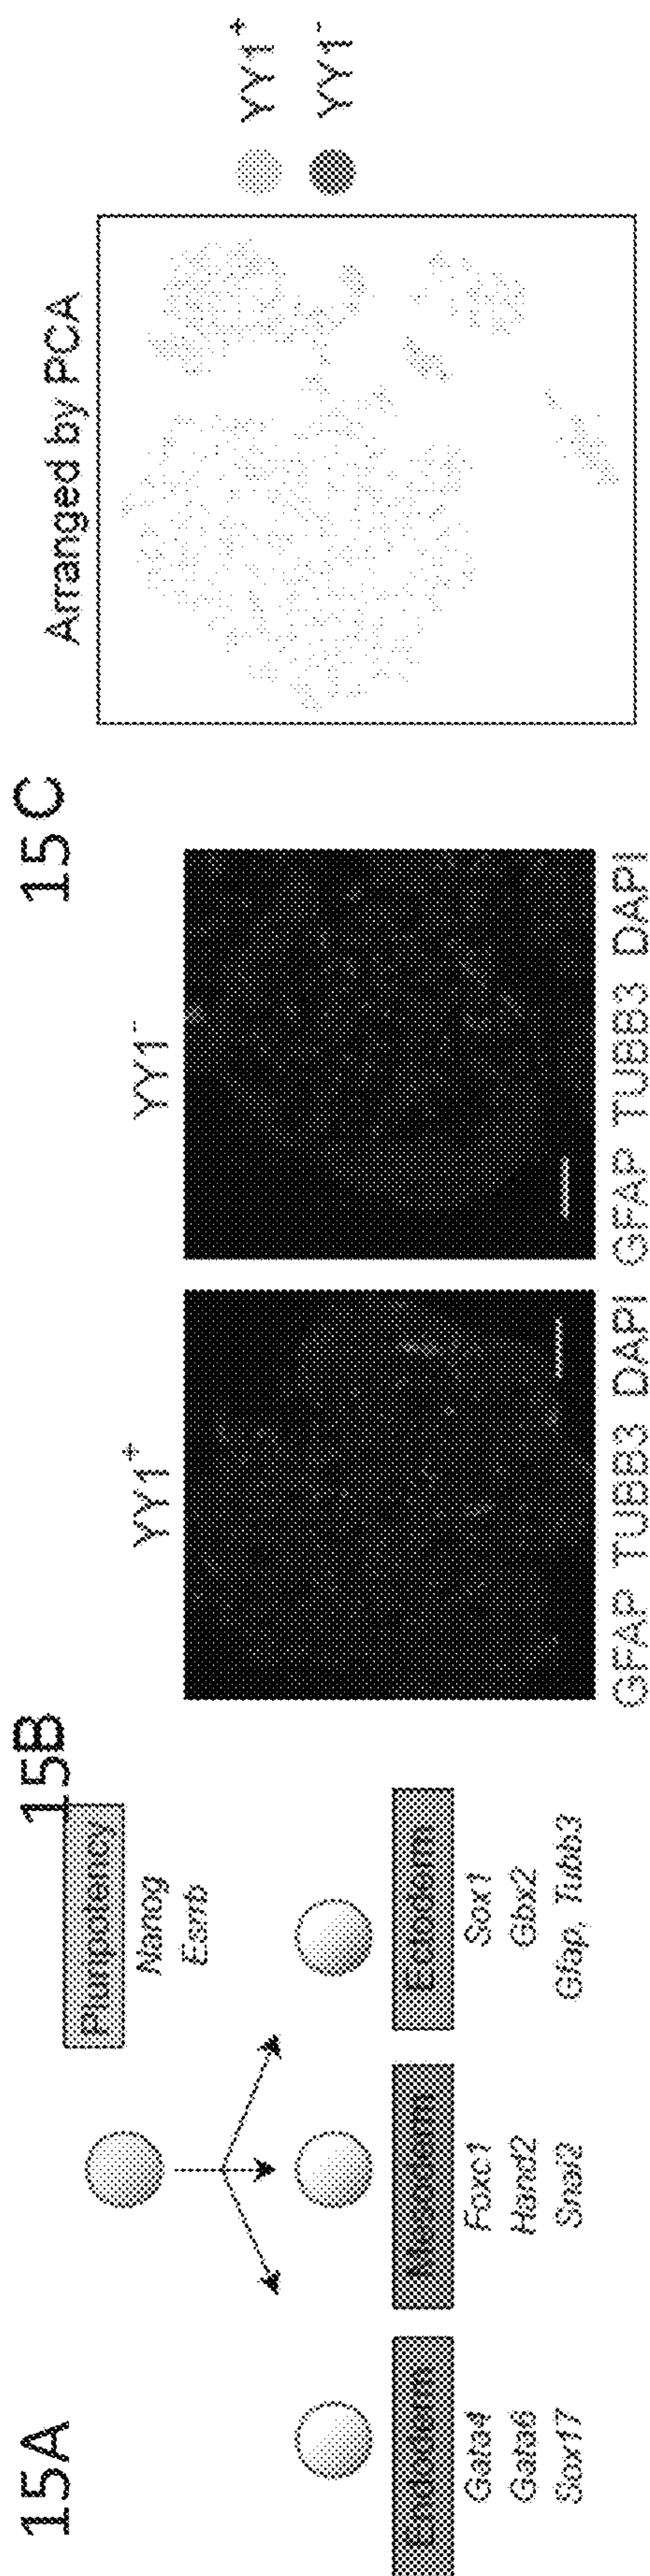 15A
Pluripotency
Nanog
Esrrb
Endoderm
Gata4
Gata6
Sox17
Mesoderm
Foxc1
Hand2
Snai2
Ectoderm
Sox1
Gbx2
Gfap, Tubb3
15B
YY1+
GFAP TUBB3 DAPI
YY1-
GFAP TUBB3 DAPI
15C
Arranged by PCA
YY1+
YY1-